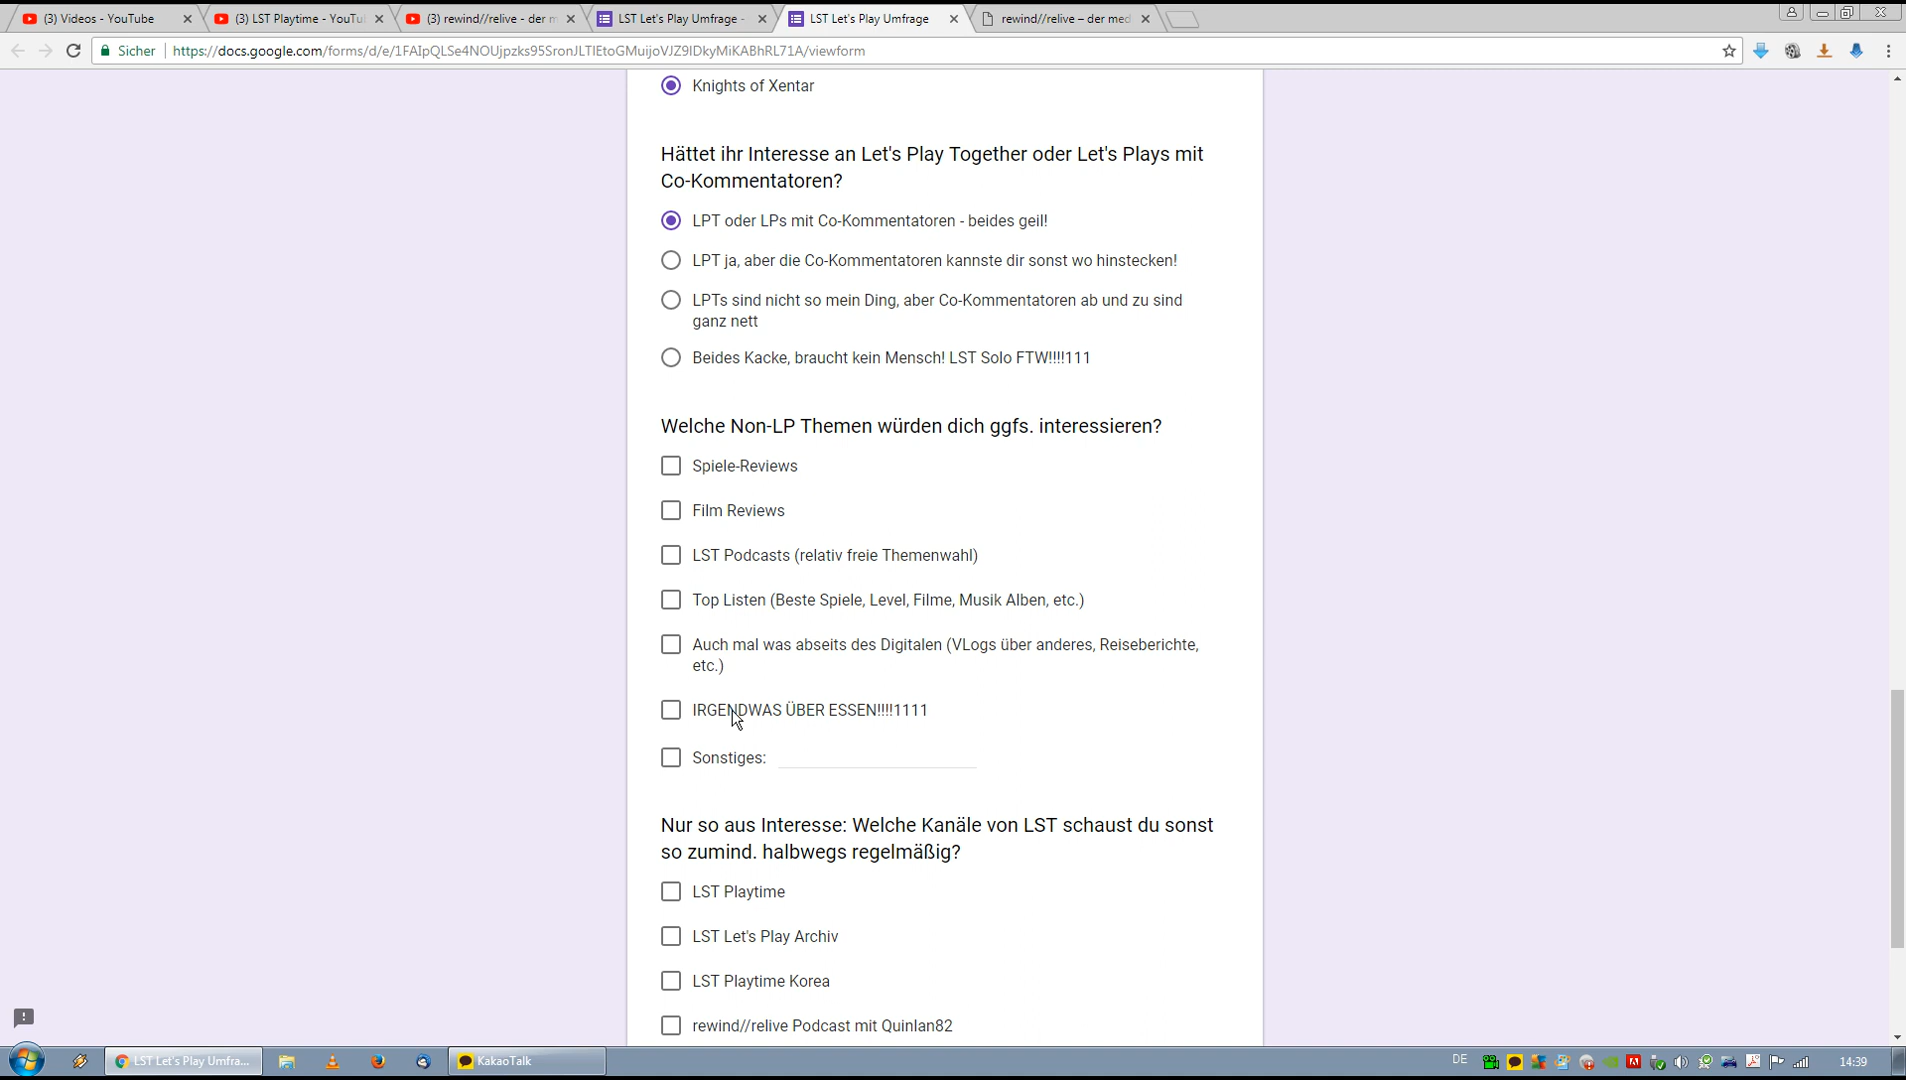 (3) Videos - YouTube
(3) LST Playtime - YouTu
(3) rewind//relive - der m
LST Let's Play Umfrage -
LST Let's Play Umfrage
rewind//relive – der med
Sicher
https://docs.google.com/forms/d/e/1FAIpQLSe4NOUjpzks95SronJLTlEtoGMuijoVJZ9IDkyMiKABhRL71A/viewform
Knights of Xentar
Hättet ihr Interesse an Let's Play Together oder Let's Plays mit
Co-Kommentatoren?
LPT oder LPs mit Co-Kommentatoren - beides geil!
LPT ja, aber die Co-Kommentatoren kannste dir sonst wo hinstecken!
LPTs sind nicht so mein Ding, aber Co-Kommentatoren ab und zu sind
ganz nett
Beides Kacke, braucht kein Mensch! LST Solo FTW!!!!111
Welche Non-LP Themen würden dich ggfs. interessieren?
Spiele-Reviews
Film Reviews
LST Podcasts (relativ freie Themenwahl)
Top Listen (Beste Spiele, Level, Filme, Musik Alben, etc.)
Auch mal was abseits des Digitalen (VLogs über anderes, Reiseberichte,
etc.)
IRGENDWAS ÜBER ESSEN!!!!1111
Sonstiges:
Nur so aus Interesse: Welche Kanäle von LST schaust du sonst
so zumind. halbwegs regelmäßig?
LST Playtime
LST Let's Play Archiv
LST Playtime Korea
rewind//relive Podcast mit Quinlan82
LST Let's Play Umfra...
KakaoTalk
DE
14:39